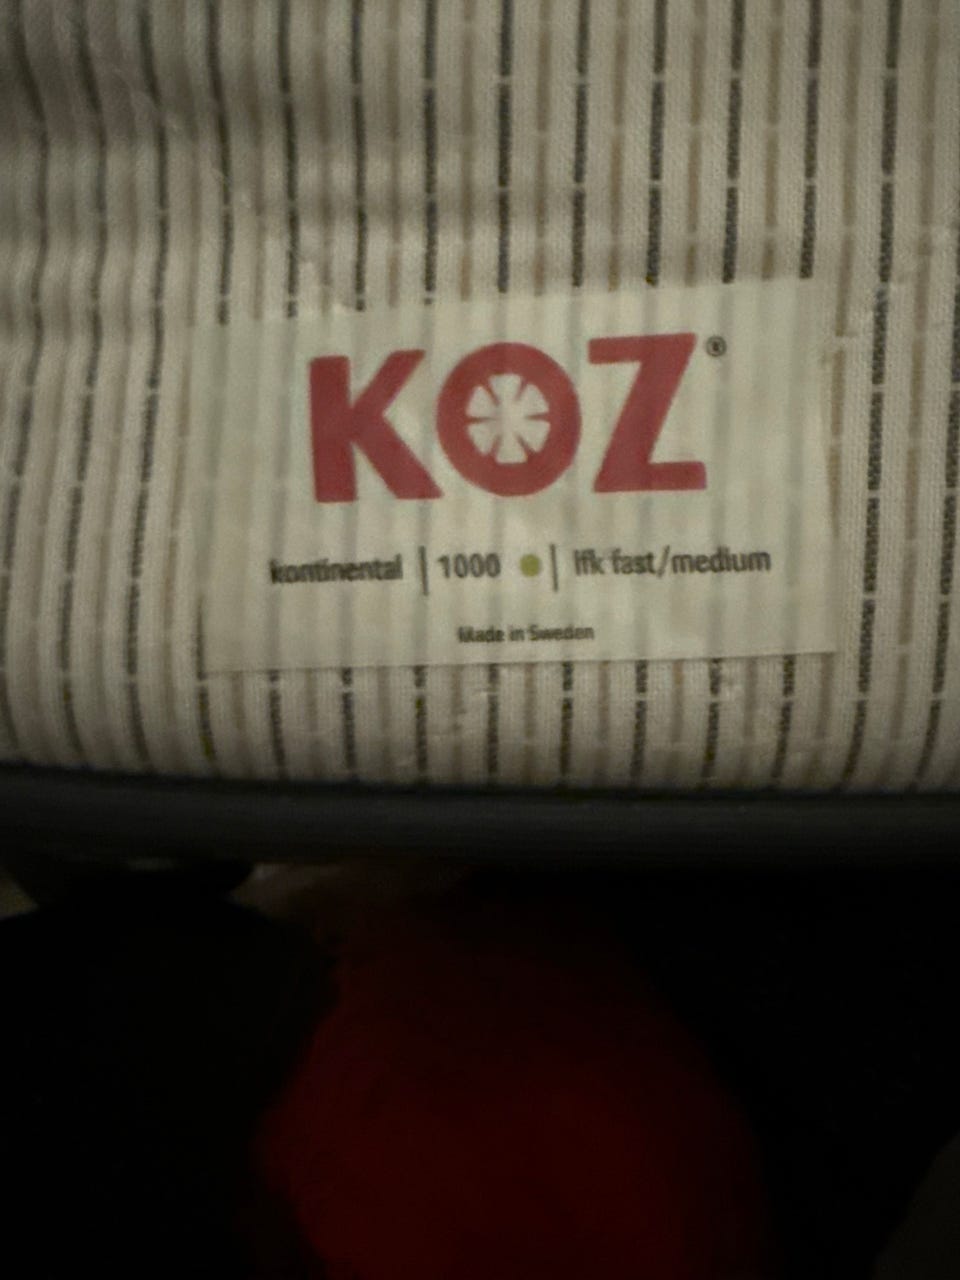 KOZ®
kontinental | 1000 | lfk fast/medium
Made in Sweden